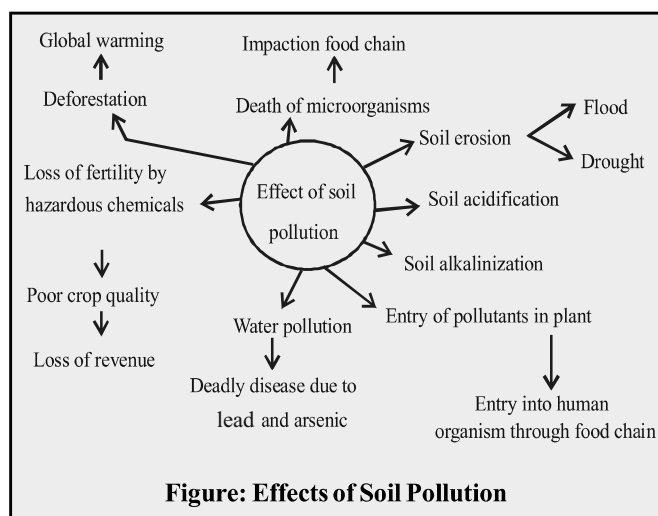 Global warming
Impaction food chain
Deforestation
Death of microorganisms
Flood
Soil erosion
Drought
Loss of fertility by
hazardous chemicals
Effect of soil
pollution
Soil acidification
Soil alkalinization
Poor crop quality
Water pollution
Entry of pollutants in plant
Loss of revenue
Deadly disease due to
lead and arsenic
Entry into human
organism through food chain
Figure: Effects of Soil Pollution